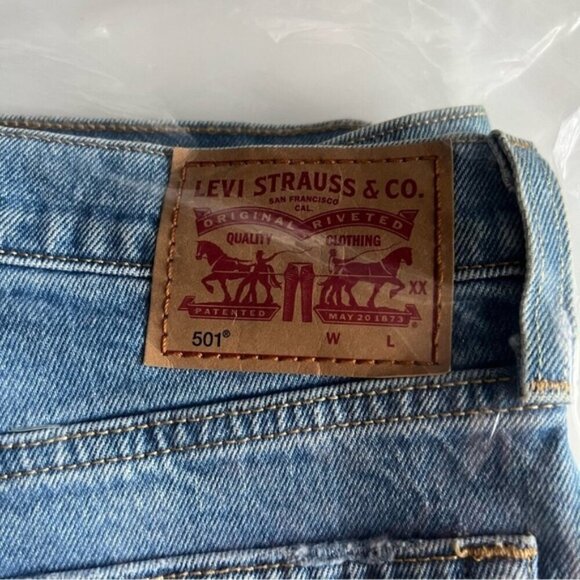 LEVI STRAUSS & CO.
SAN FRANCISCO
CAL.
ORIGINAL RIVETED
QUALITY CLOTHING
XX
PATENTED MAY 20 1873
501® W L